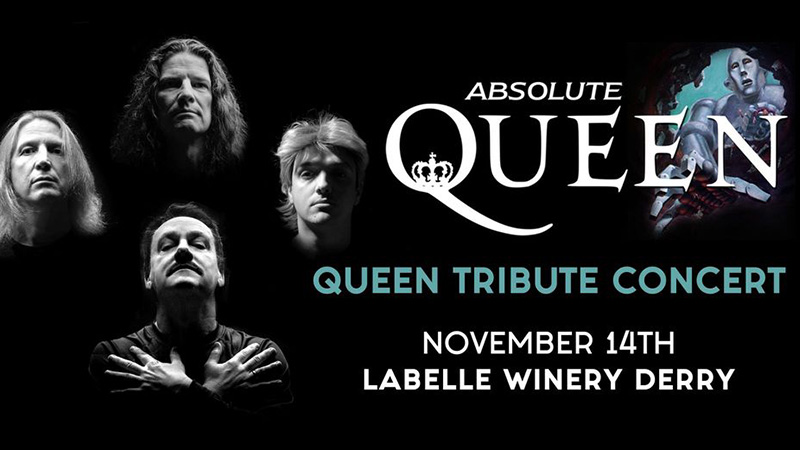 ABSOLUTE
QUEEN
QUEEN TRIBUTE CONCERT
NOVEMBER 14TH
LABELLE WINERY DERRY